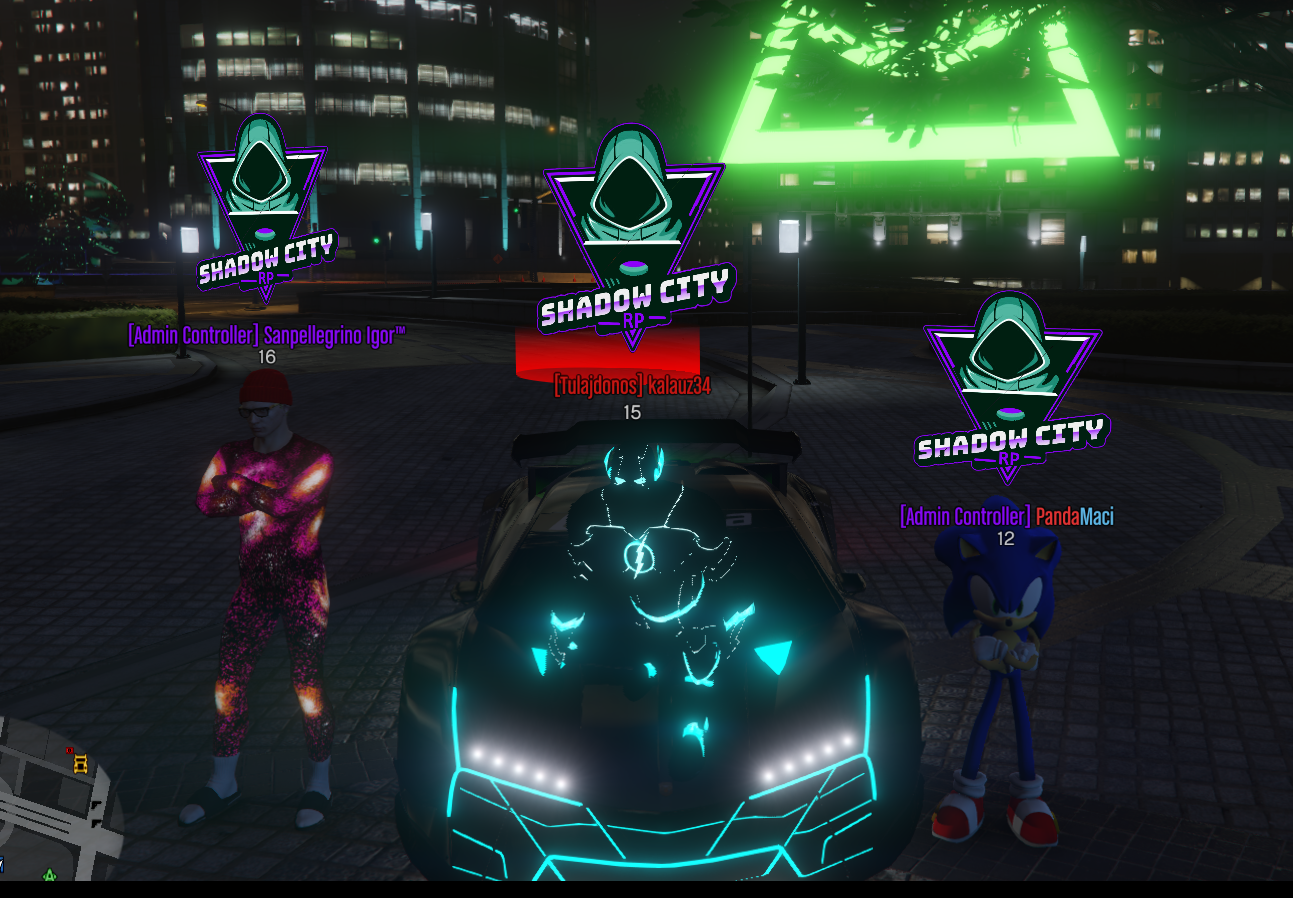 SHADOW CITY
RP
[Admin Controller] Sanpellegrino Igor™
16
SHADOW CITY
RP
[Tulajdonos] kalauz34
15
SHADOW CITY
RP
[Admin Controller] PandaMaci
12
A